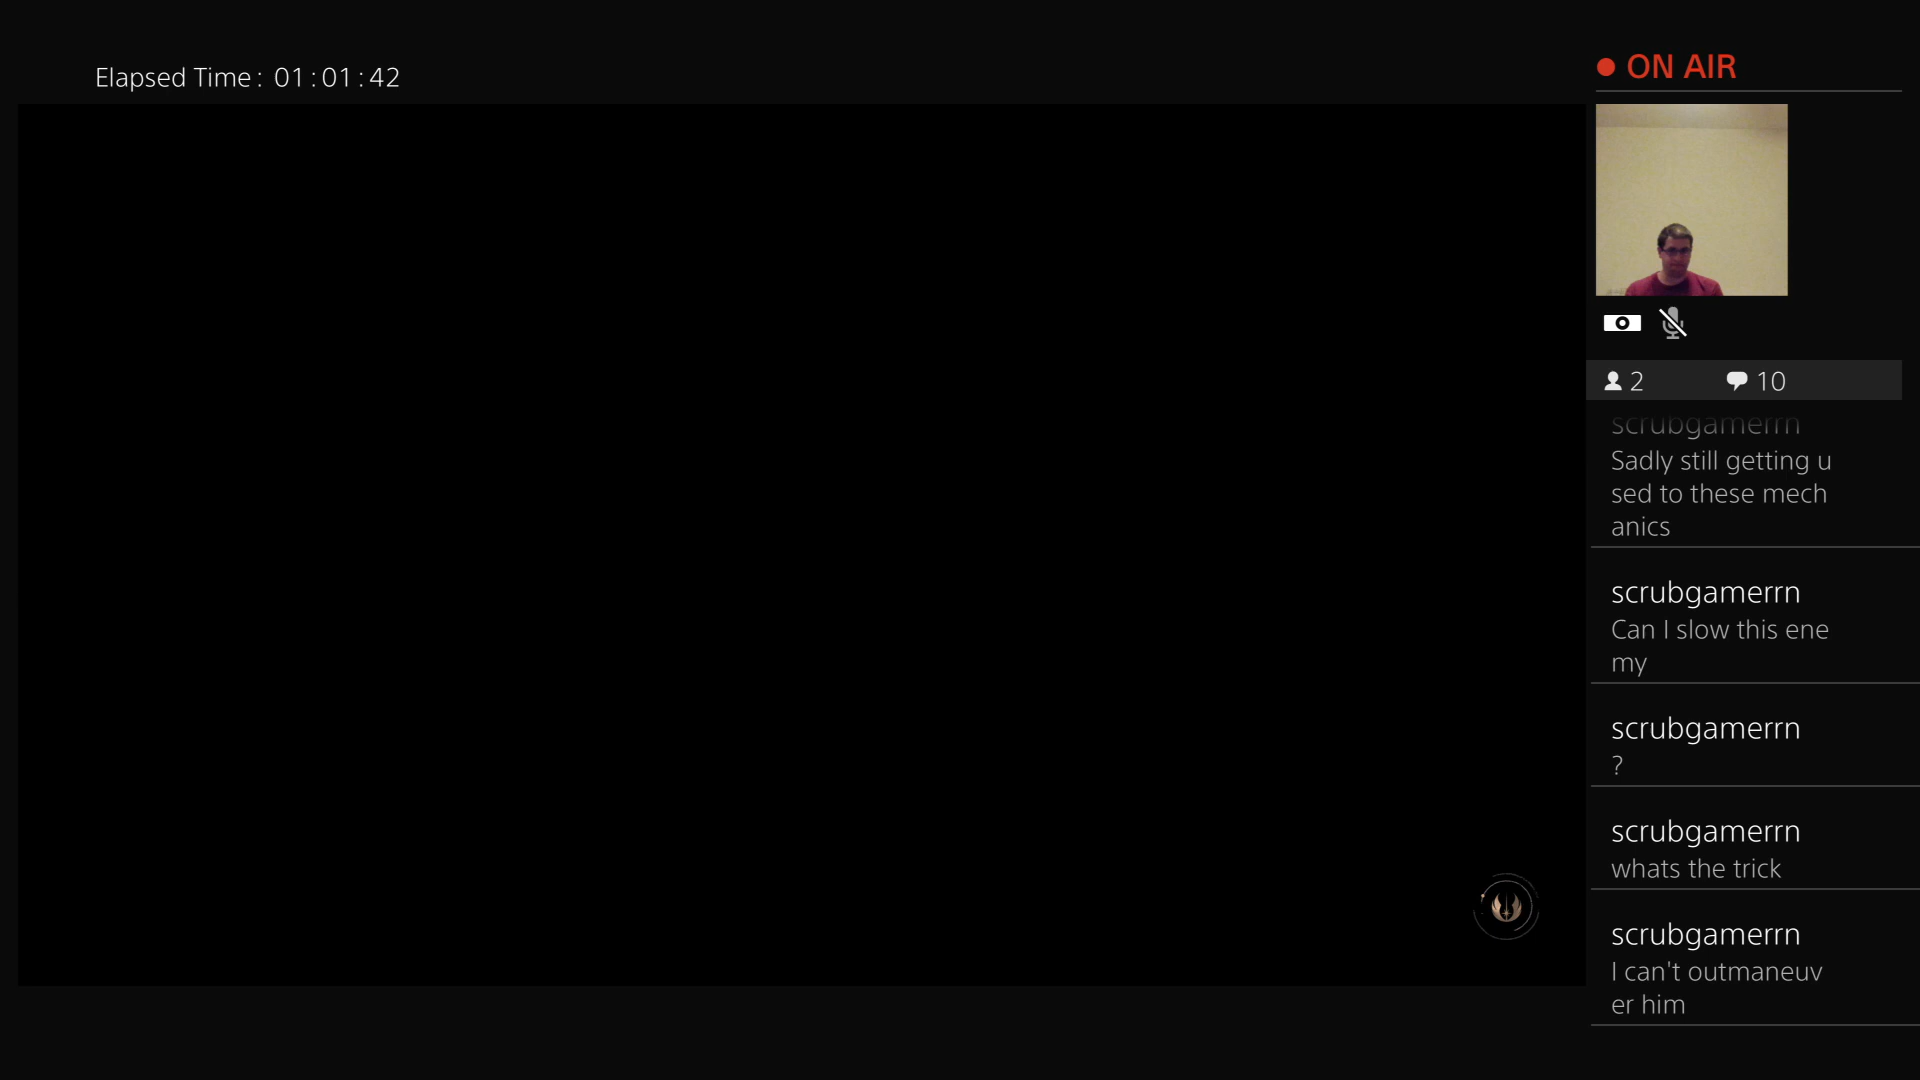 Elapsed Time: 01:01:42
ON AIR
2
10
scrubgamerrn
Sadly still getting u
sed to these mech
anics
scrubgamerrn
Can I slow this ene
my
scrubgamerrn
?
scrubgamerrn
whats the trick
scrubgamerrn
I can't outmaneuv
er him